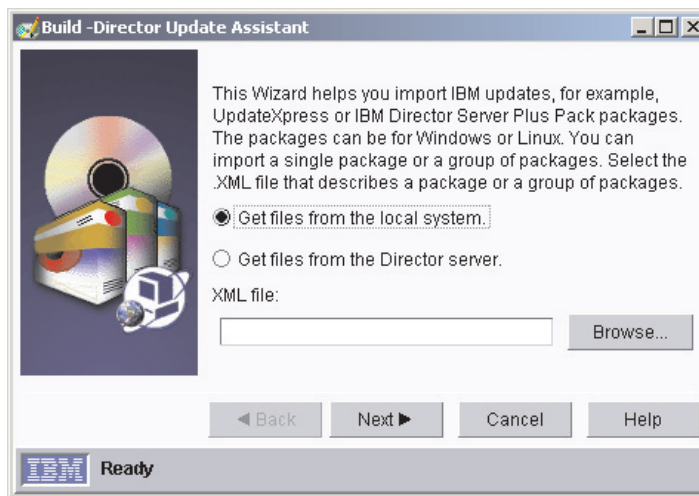 Build -Director Update Assistant
This Wizard helps you import IBM updates, for example,
UpdateXpress or IBM Director Server Plus Pack packages.
The packages can be for Windows or Linux. You can
import a single package or a group of packages. Select the
.XML file that describes a package or a group of packages.
Get files from the local system.
Get files from the Director server.
XML file:
Browse...
Back Next Cancel Help
IBM Ready